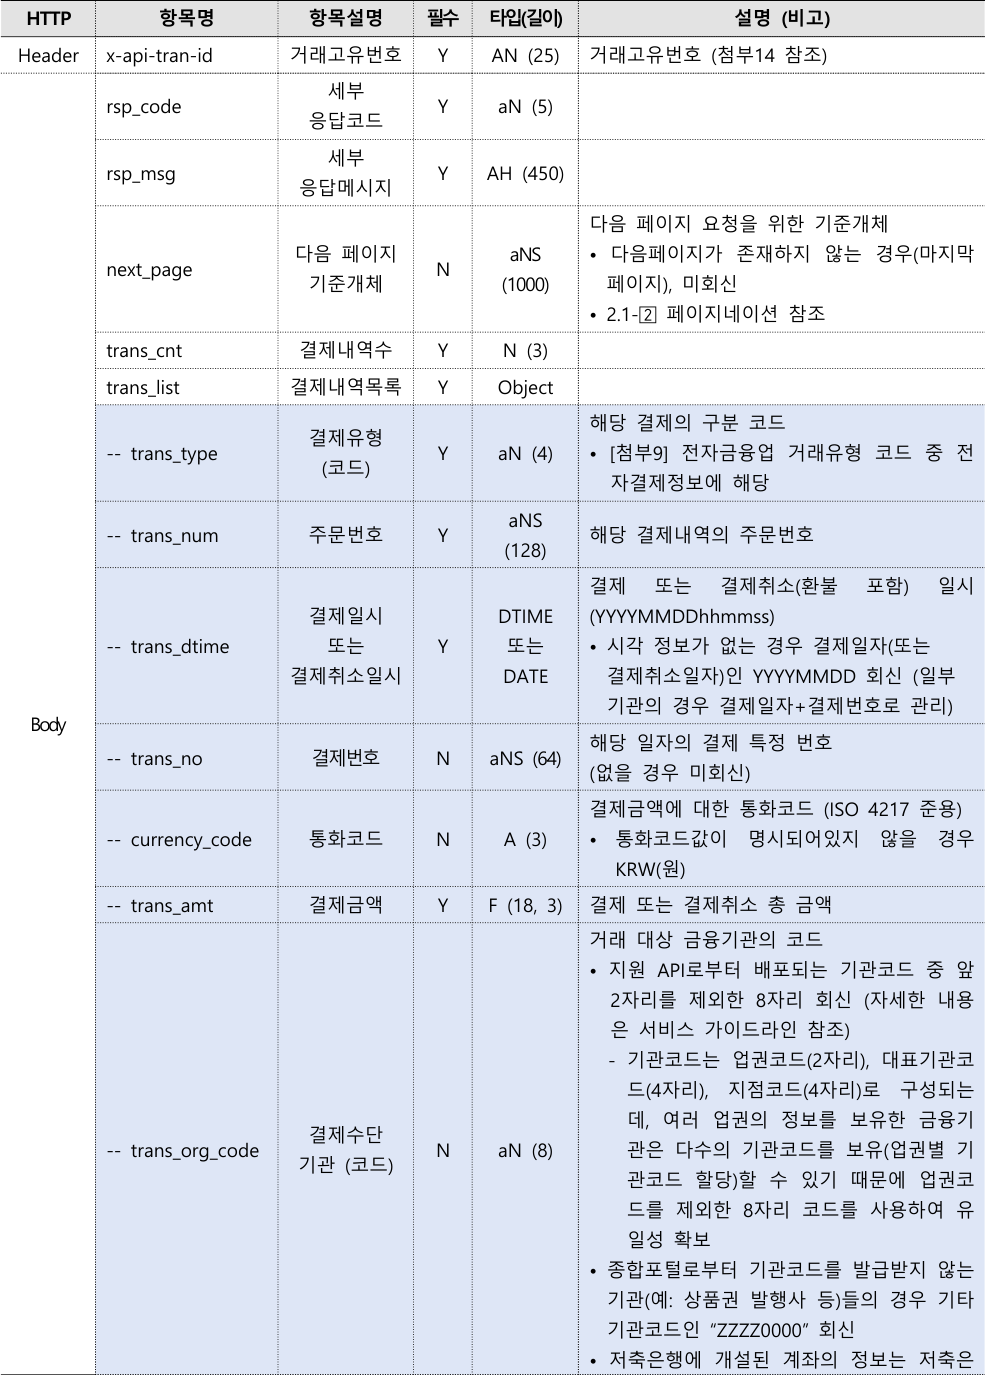 HTTP 항목명 항목설명 필수 타입(길이) 설명 (비고)
Header x-api-tran-id 거래고유번호 Y AN (25) 거래고유번호 (첨부14 참조)
Body
rsp_code
세부
응답코드
Y
aN (5)
rsp_msg
세부
응답메시지
Y
AH (450)
next_page
다음 페이지
기준개체
N
aNS
(1000)
다음 페이지 요청을 위한 기준개체
• 다음페이지가 존재하지 않는 경우(마지막
페이지), 미회신
• 2.1-2 페이지네이션 참조
trans_cnt 결제내역수 Y N (3)
trans_list 결제내역목록 Y Object
-- trans_type
결제유형
(코드)
Y
aN (4)
해당 결제의 구분 코드
• [첨부9] 전자금융업 거래유형 코드 중 전
자결제정보에 해당
-- trans_num
주문번호
Y
aNS
(128)
해당 결제내역의 주문번호
-- trans_dtime
결제일시
또는
결제취소일시
Y
DTIME
또는
DATE
결제 또는 결제취소(환불 포함) 일시
(YYYYMMDDhhmmss)
• 시각 정보가 없는 경우 결제일자(또는
결제취소일자)인 YYYYMMDD 회신 (일부
기관의 경우 결제일자+결제번호로 관리)
-- trans_no
결제번호
N
aNS (64)
해당 일자의 결제 특정 번호
(없을 경우 미회신)
-- currency_code
통화코드
N
A (3)
결제금액에 대한 통화코드 (ISO 4217 준용)
• 통화코드값이 명시되어있지 않을 경우
KRW(원)
-- trans_amt 결제금액 Y F (18, 3) 결제 또는 결제취소 총 금액
-- trans_org_code
결제수단
기관 (코드)
N
aN (8)
거래 대상 금융기관의 코드
• 지원 API로부터 배포되는 기관코드 중 앞
2자리를 제외한 8자리 회신 (자세한 내용
은 서비스 가이드라인 참조)
- 기관코드는 업권코드(2자리), 대표기관코
드(4자리), 지점코드(4자리)로 구성되는
데, 여러 업권의 정보를 보유한 금융기
관은 다수의 기관코드를 보유(업권별 기
관코드 할당)할 수 있기 때문에 업권코
드를 제외한 8자리 코드를 사용하여 유
일성 확보
• 종합포털로부터 기관코드를 발급받지 않는
기관(예: 상품권 발행사 등)들의 경우 기타
기관코드인 “ZZZZ0000” 회신
• 저축은행에 개설된 계좌의 정보는 저축은